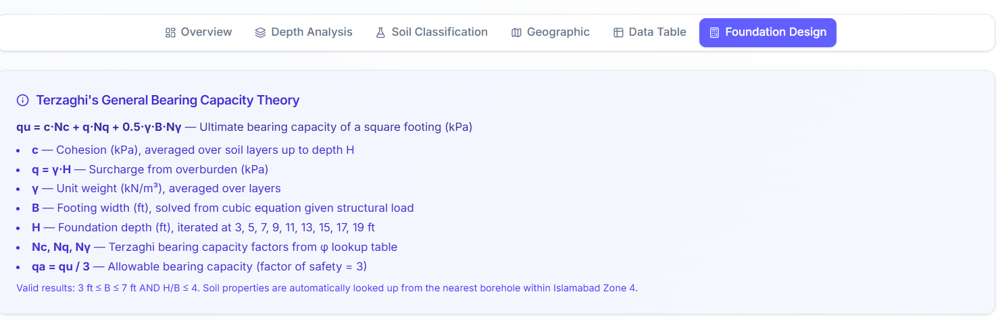 Overview Depth Analysis Soil Classification Geographic Data Table Foundation Design
Terzaghi's General Bearing Capacity Theory
qu = c·Nc + q·Nq + 0.5·γ·B·Nγ — Ultimate bearing capacity of a square footing (kPa)
• c — Cohesion (kPa), averaged over soil layers up to depth H
• q = γ·H — Surcharge from overburden (kPa)
• γ — Unit weight (kN/m³), averaged over layers
• B — Footing width (ft), solved from cubic equation given structural load
• H — Foundation depth (ft), iterated at 3, 5, 7, 9, 11, 13, 15, 17, 19 ft
• Nc, Nq, Nγ — Terzaghi bearing capacity factors from φ lookup table
• qa = qu / 3 — Allowable bearing capacity (factor of safety = 3)
Valid results: 3 ft ≤ B ≤ 7 ft AND H/B ≤ 4. Soil properties are automatically looked up from the nearest borehole within Islamabad Zone 4.